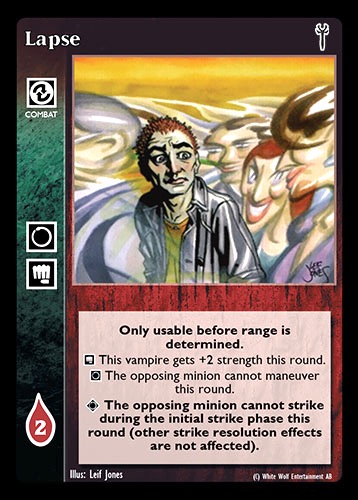 Lapse
COMBAT
Only usable before range is
determined.
This vampire gets +2 strength this round.
The opposing minion cannot maneuver
this round.
The opposing minion cannot strike
during the initial strike phase this
round (other strike resolution effects
are not affected).
2
LEIF
JONES
Illus: Leif Jones
(C) White Wolf Entertainment AB